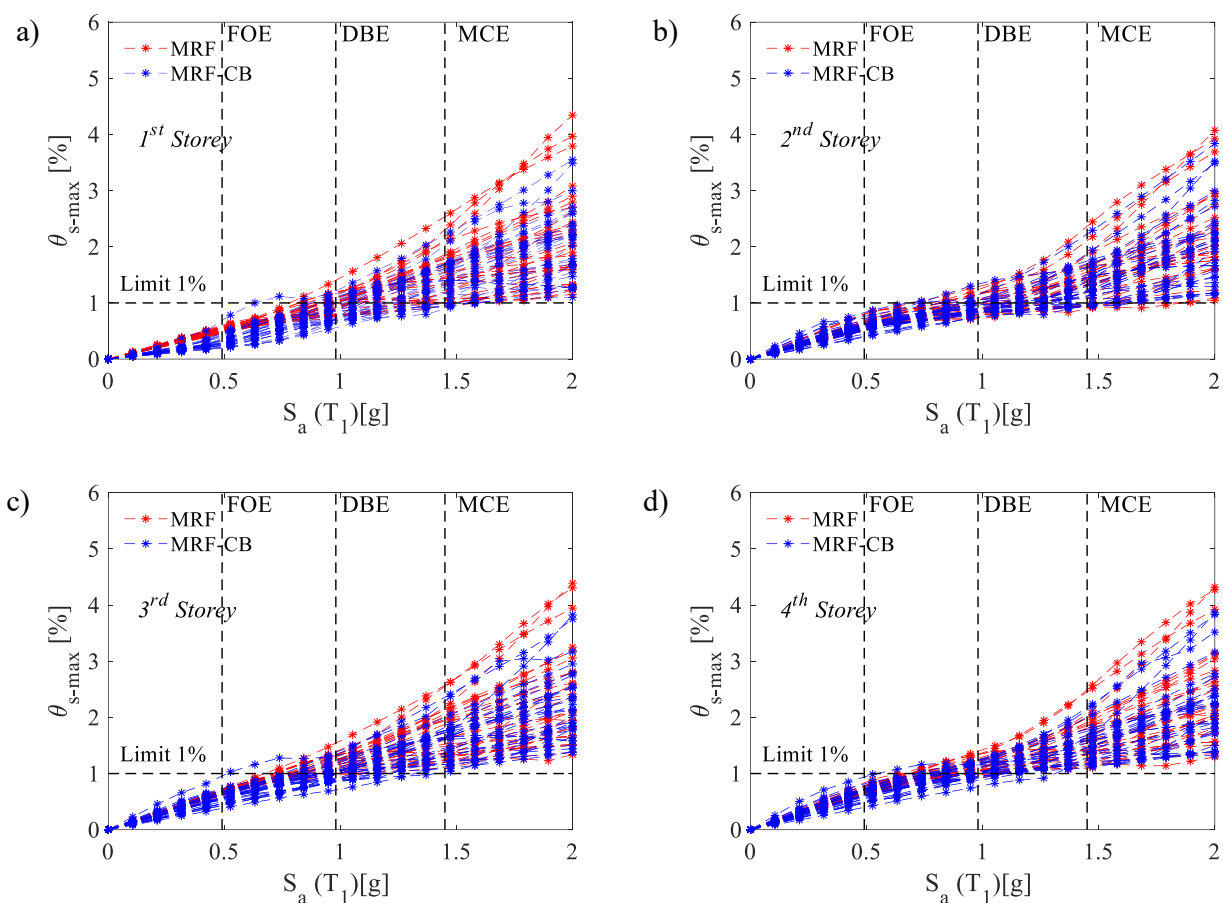 a)
FOE DBE MCE
MRF
MRF-CB
1st Storey
Limit 1%
θs-max [%]
6
5
4
3
2
1
0
0 0.5 1 1.5 2
Sa (T1)[g]
b)
FOE DBE MCE
MRF
MRF-CB
2nd Storey
Limit 1%
θs-max [%]
6
5
4
3
2
1
0
0 0.5 1 1.5 2
Sa (T1)[g]
c)
FOE DBE MCE
MRF
MRF-CB
3rd Storey
Limit 1%
θs-max [%]
6
5
4
3
2
1
0
0 0.5 1 1.5 2
Sa (T1)[g]
d)
FOE DBE MCE
MRF
MRF-CB
4th Storey
Limit 1%
θs-max [%]
6
5
4
3
2
1
0
0 0.5 1 1.5 2
Sa (T1)[g]